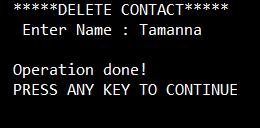 *****DELETE CONTACT*****
Enter Name : Tamanna
Operation done!
PRESS ANY KEY TO CONTINUE